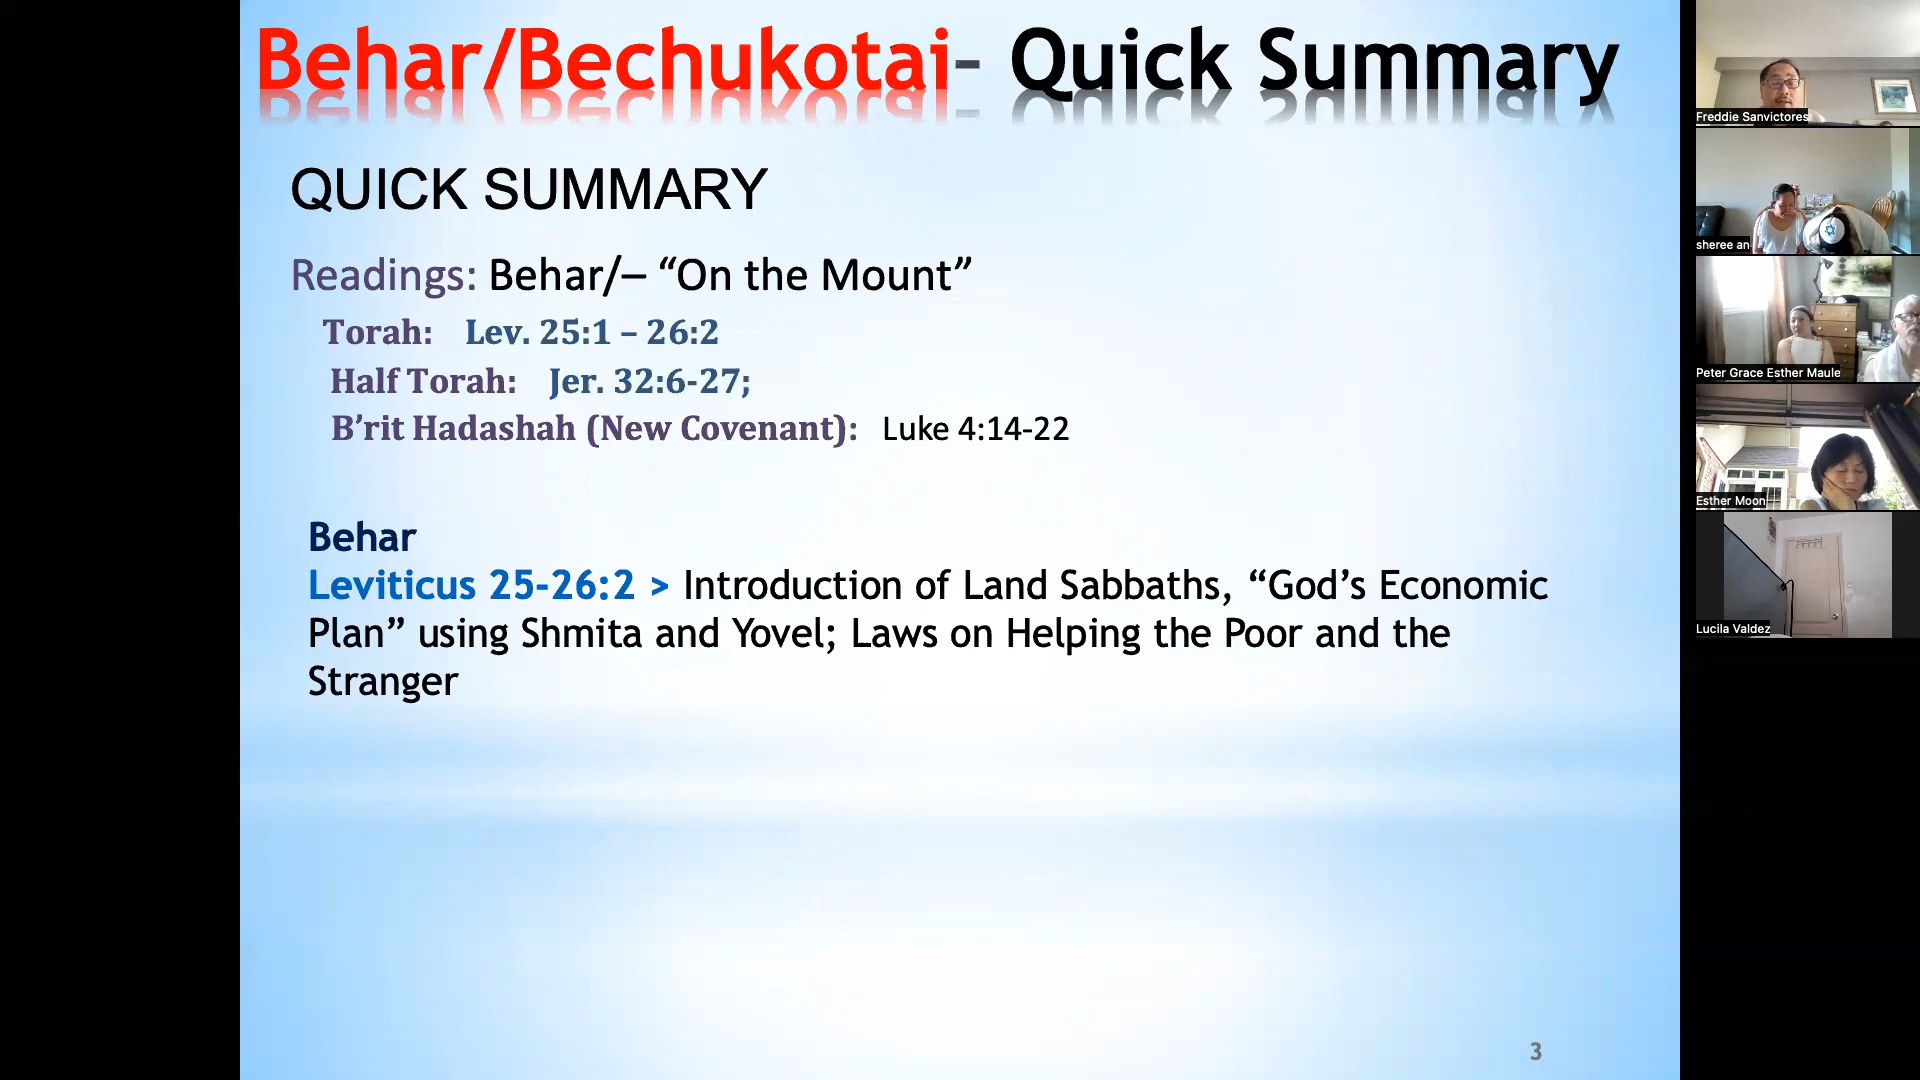 Behar/Bechukotai- Quick Summary
QUICK SUMMARY
Readings: Behar/– “On the Mount”
Torah: Lev. 25:1 – 26:2
Half Torah: Jer. 32:6-27;
B’rit Hadashah (New Covenant): Luke 4:14-22
Behar
Leviticus 25-26:2 > Introduction of Land Sabbaths, “God’s Economic
Plan” using Shmita and Yovel; Laws on Helping the Poor and the
Stranger
3
Freddie Sanvictores
sheree an
Peter Grace Esther Maule
Esther Moon
Lucila Valdez